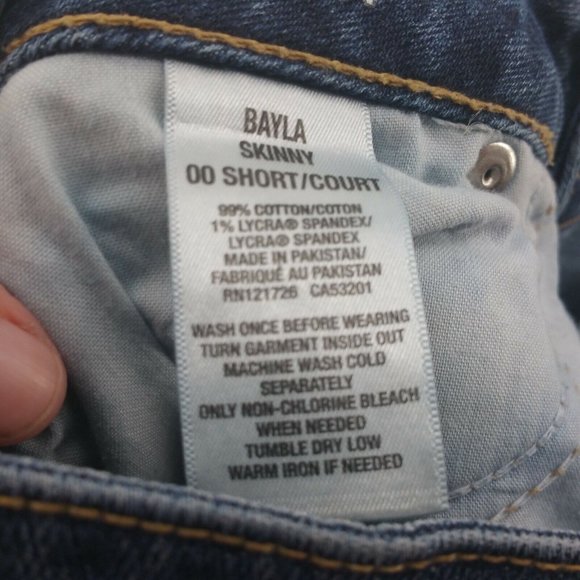 BAYLA
SKINNY
00 SHORT/COURT
99% COTTON/COTON
1% LYCRA® SPANDEX/
LYCRA® SPANDEX
MADE IN PAKISTAN/
FABRIQUÉ AU PAKISTAN
RN121726 CA53201
WASH ONCE BEFORE WEARING
TURN GARMENT INSIDE OUT
MACHINE WASH COLD
SEPARATELY
ONLY NON-CHLORINE BLEACH
WHEN NEEDED
TUMBLE DRY LOW
WARM IRON IF NEEDED